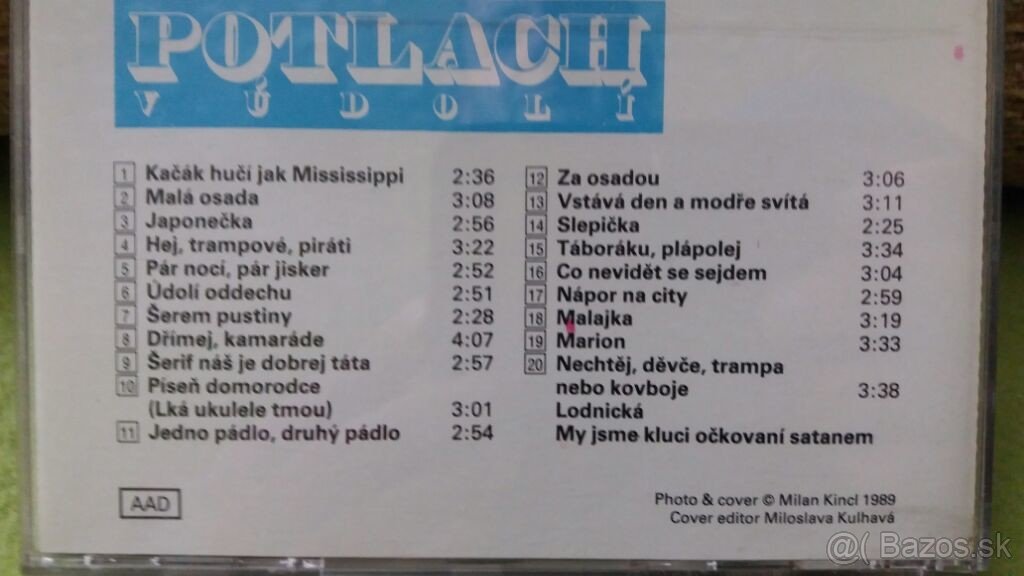 POTLACH
V ÚDOLÍ
1 Kačák hučí jak Mississippi 2:36
2 Malá osada 3:08
3 Japonečka 2:56
4 Hej, trampové, piráti 3:22
5 Pár nocí, pár jisker 2:52
6 Údolí oddechu 2:51
7 Šerem pustiny 2:28
8 Dřímej, kamaráde 4:07
9 Šerif náš je dobrej táta 2:57
10 Píseň domorodce
(Lká ukulele tmou) 3:01
11 Jedno pádlo, druhý pádlo 2:54
12 Za osadou 3:06
13 Vstává den a modře svítá 3:11
14 Slepička 2:25
15 Táboráku, plápolej 3:34
16 Co nevidět se sejdem 3:04
17 Nápor na city 2:59
18 Malajka 3:19
19 Marion 3:33
20 Nechtěj, děvče, trampa
nebo kovboje 3:38
Lodnická
My jsme kluci očkovaní satanem
AAD
Photo & cover © Milan Kincl 1989
Cover editor Miloslava Kulhavá
@( Bazos.sk